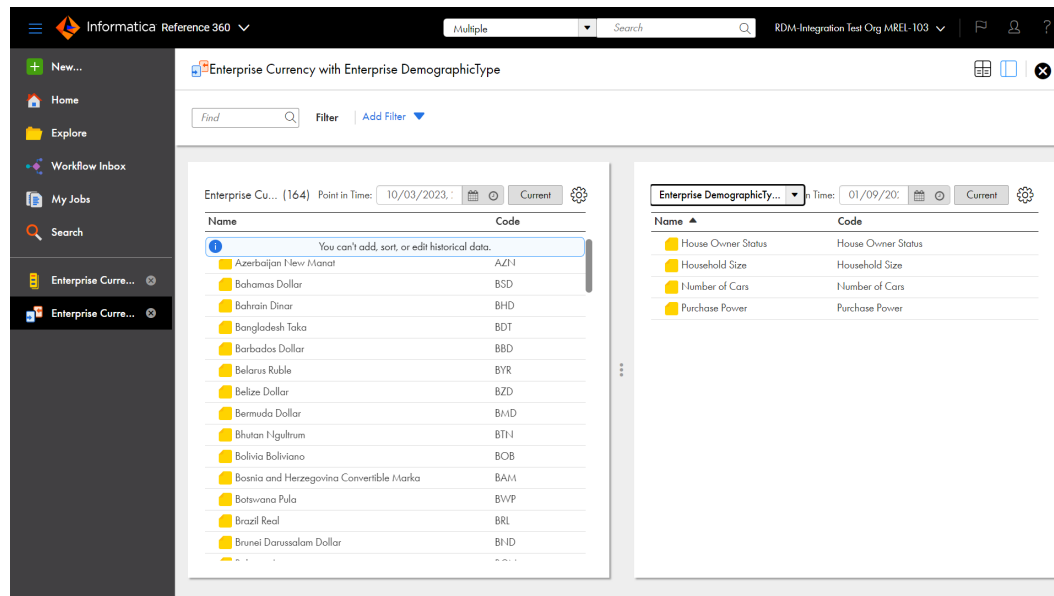 Informatica Reference 360
Multiple
Search
RDM-Integration Test Org MREL-103
?
New...
Home
Explore
Workflow Inbox
My Jobs
Search
Enterprise Curre...
Enterprise Curre...
Enterprise Currency with Enterprise DemographicType
Find
Filter
Add Filter
Enterprise Cu... (164) Point in Time: 10/03/2023, Current
Name Code
You can't add, sort, or edit historical data.
Azerbaijan New Manat AZN
Bahamas Dollar BSD
Bahrain Dinar BHD
Bangladesh Taka BDT
Barbados Dollar BBD
Belarus Ruble BYR
Belize Dollar BZD
Bermuda Dollar BMD
Bhutan Ngultrum BTN
Bolivia Boliviano BOB
Bosnia and Herzegovina Convertible Marka BAM
Botswana Pula BWP
Brazil Real BRL
Brunei Darussalam Dollar BND
Enterprise DemographicTy... n Time: 01/09/20 Current
Name Code
House Owner Status House Owner Status
Household Size Household Size
Number of Cars Number of Cars
Purchase Power Purchase Power